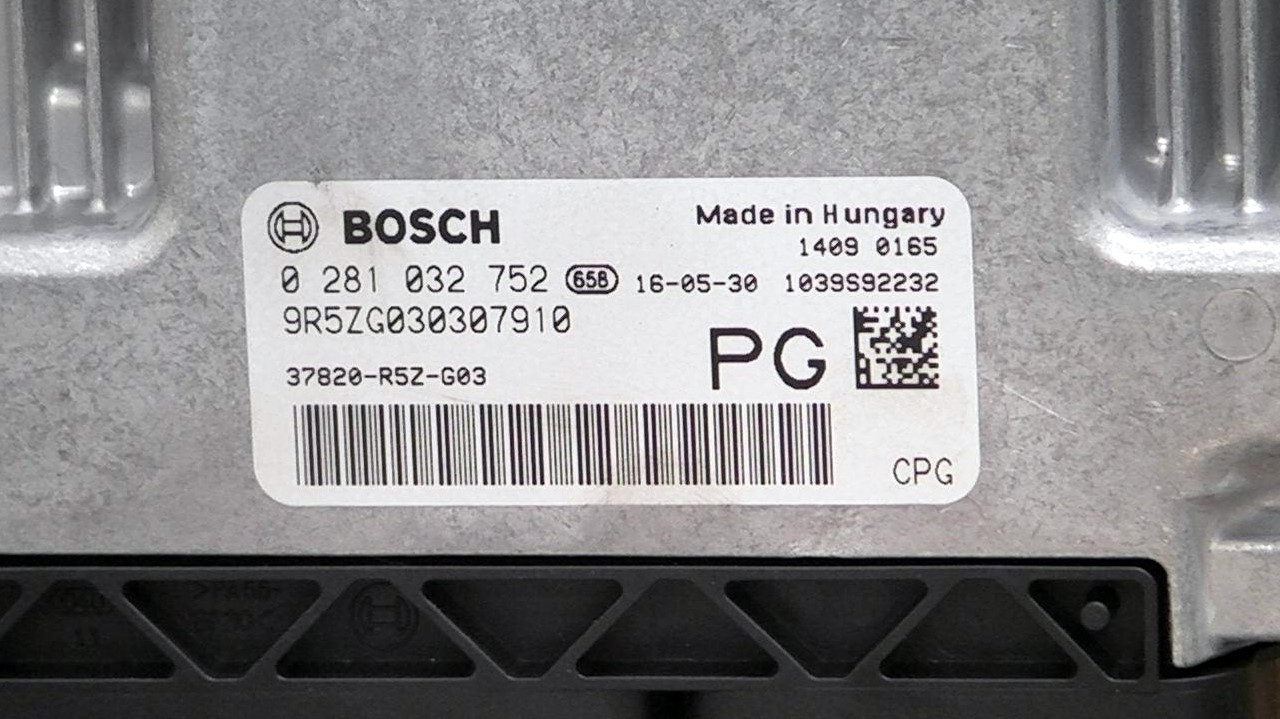 BOSCH
Made in Hungary
1409 0165
0 281 032 752 65B 16-05-30 1039S92232
9R5ZG030307910
PG
37820-R5Z-G03
CPG